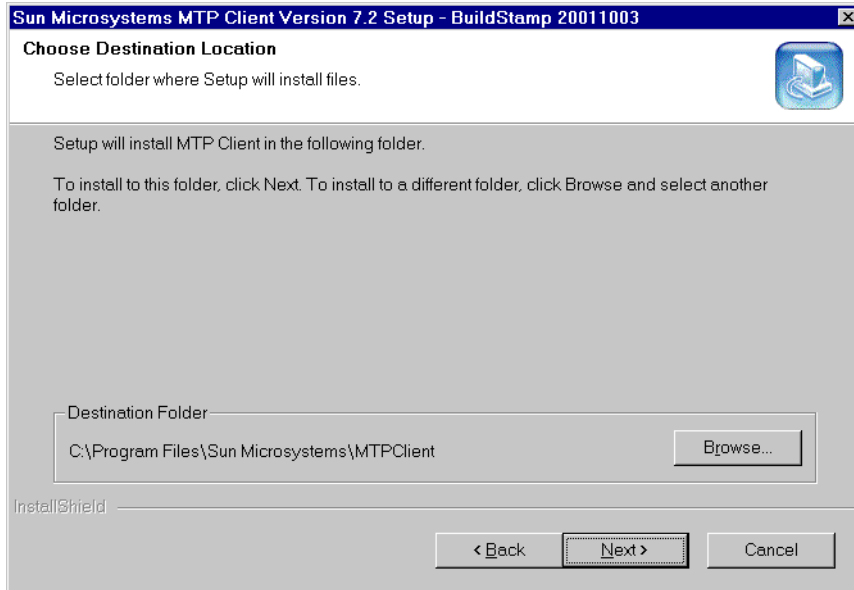 Sun Microsystems MTP Client Version 7.2 Setup - BuildStamp 20011003
Choose Destination Location
Select folder where Setup will install files.
Setup will install MTP Client in the following folder.
To install to this folder, click Next. To install to a different folder, click Browse and select another
folder.
Destination Folder
C:\Program Files\Sun Microsystems\MTPClient
Browse...
InstallShield
< Back
Next >
Cancel